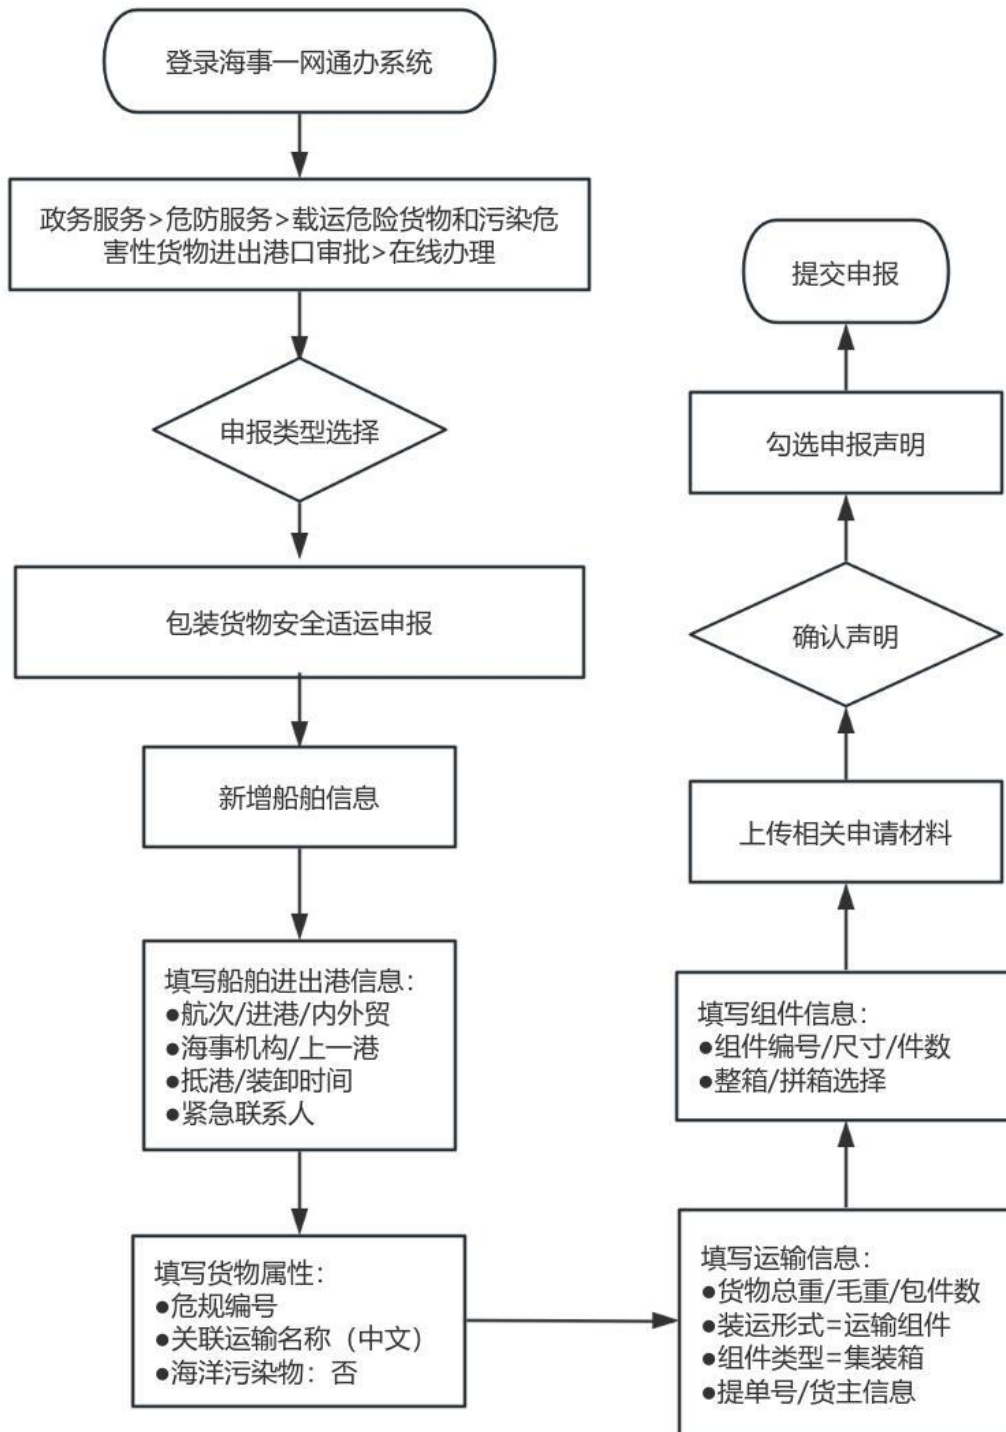 登录海事一网通办系统
政务服务>危防服务>载运危险货物和污染危
害性货物进出港口审批>在线办理
申报类型选择
包装货物安全适运申报
新增船舶信息
填写船舶进出港信息：
●航次/进港/内外贸
●海事机构/上一港
●抵港/装卸时间
●紧急联系人
填写货物属性：
●危规编号
●关联运输名称（中文）
●海洋污染物：否
填写运输信息：
●货物总重/毛重/包件数
●装运形式=运输组件
●组件类型=集装箱
●提单号/货主信息
填写组件信息：
●组件编号/尺寸/件数
●整箱/拼箱选择
上传相关申请材料
确认声明
勾选申报声明
提交申报